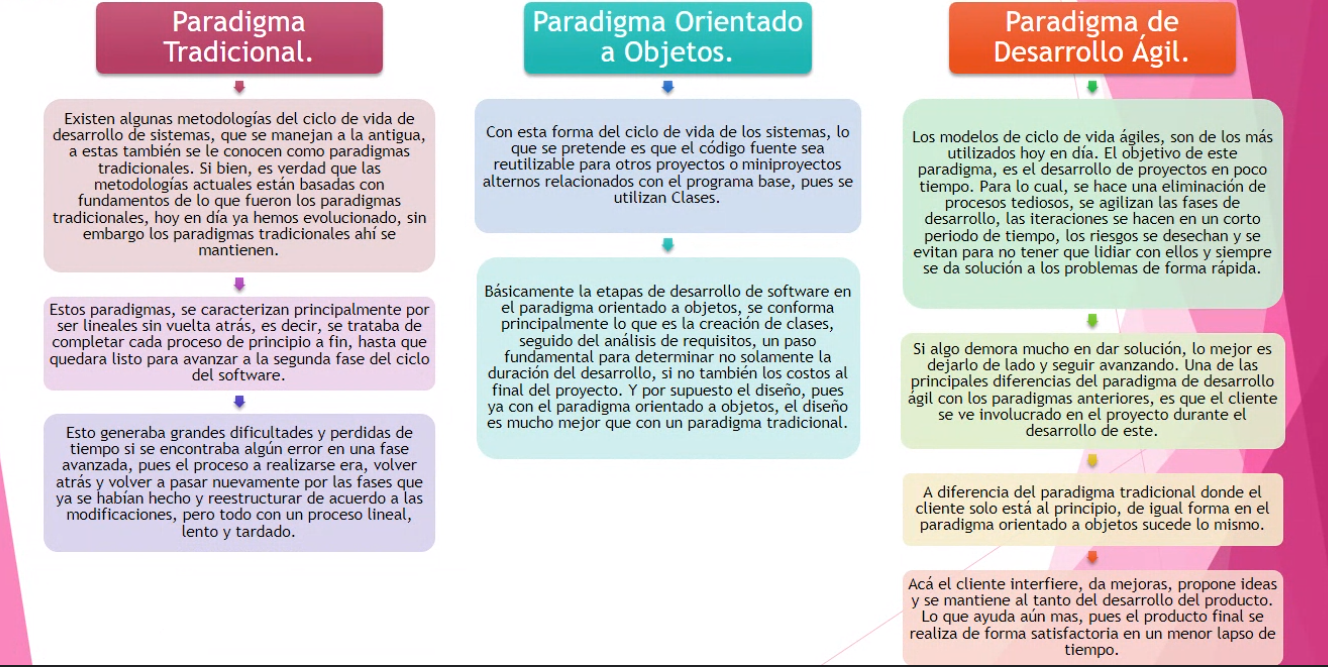 Paradigma
Tradicional.
Existen algunas metodologías del ciclo de vida de
desarrollo de sistemas, que se manejan a la antigua,
a estas también se le conocen como paradigmas
tradicionales. Si bien, es verdad que las
metodologías actuales están basadas con
fundamentos de lo que fueron los paradigmas
tradicionales, hoy en día ya hemos evolucionado, sin
embargo los paradigmas tradicionales ahí se
mantienen.
Estos paradigmas, se caracterizan principalmente por
ser lineales sin vuelta atrás, es decir, se trataba de
completar cada proceso de principio a fin, hasta que
quedara listo para avanzar a la segunda fase del ciclo
del software.
Esto generaba grandes dificultades y perdidas de
tiempo si se encontraba algún error en una fase
avanzada, pues el proceso a realizarse era, volver
atrás y volver a pasar nuevamente por las fases que
ya se habían hecho y reestructurar de acuerdo a las
modificaciones, pero todo con un proceso lineal,
lento y tardado.
Paradigma Orientado
a Objetos.
Con esta forma del ciclo de vida de los sistemas, lo
que se pretende es que el código fuente sea
reutilizable para otros proyectos o miniproyectos
alternos relacionados con el programa base, pues se
utilizan Clases.
Básicamente la etapas de desarrollo de software en
el paradigma orientado a objetos, se conforma
principalmente lo que es la creación de clases,
seguido del análisis de requisitos, un paso
fundamental para determinar no solamente la
duración del desarrollo, si no también los costos al
final del proyecto. Y por supuesto el diseño, pues
ya con el paradigma orientado a objetos, el diseño
es mucho mejor que con un paradigma tradicional.
Paradigma de
Desarrollo Ágil.
Los modelos de ciclo de vida ágiles, son de los más
utilizados hoy en día. El objetivo de este
paradigma, es el desarrollo de proyectos en poco
tiempo. Para lo cual, se hace una eliminación de
procesos tediosos, se agilizan las fases de
desarrollo, las iteraciones se hacen en un corto
periodo de tiempo, los riesgos se desechan y se
evitan para no tener que lidiar con ellos y siempre
se da solución a los problemas de forma rápida.
Si algo demora mucho en dar solución, lo mejor es
dejarlo de lado y seguir avanzando. Una de las
principales diferencias del paradigma de desarrollo
ágil con los paradigmas anteriores, es que el cliente
se ve involucrado en el proyecto durante el
desarrollo de este.
A diferencia del paradigma tradicional donde el
cliente solo está al principio, de igual forma en el
paradigma orientado a objetos sucede lo mismo.
Acá el cliente interfiere, da mejoras, propone ideas
y se mantiene al tanto del desarrollo del producto.
Lo que ayuda aún mas, pues el producto final se
realiza de forma satisfactoria en un menor lapso de
tiempo.